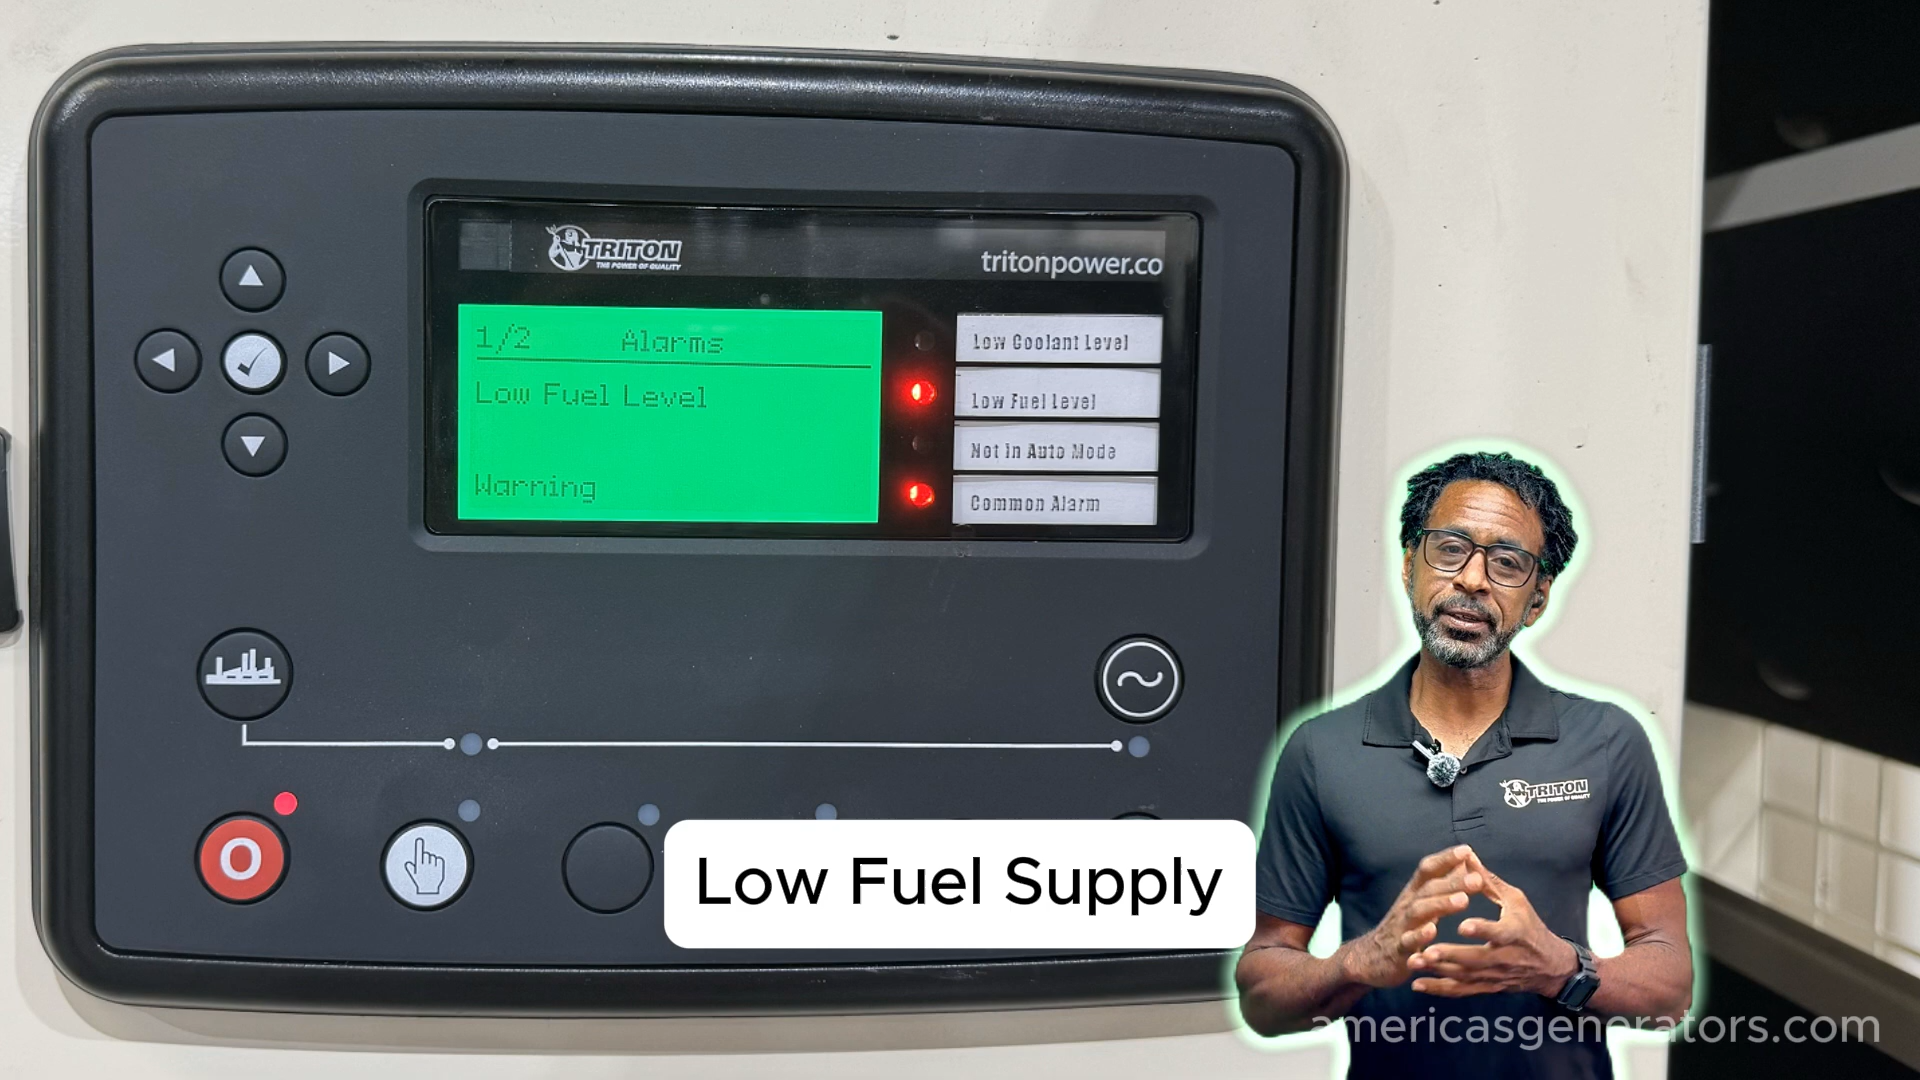 TRITON
THE POWER OF QUALITY
tritonpower.co
1/2 Alarms
Low Fuel Level
Warning
Low Coolant Level
Low Fuel Level
Not In Auto Mode
Common Alarm
O
Low Fuel Supply
TRITON
THE POWER OF QUALITY
americasgenerators.com